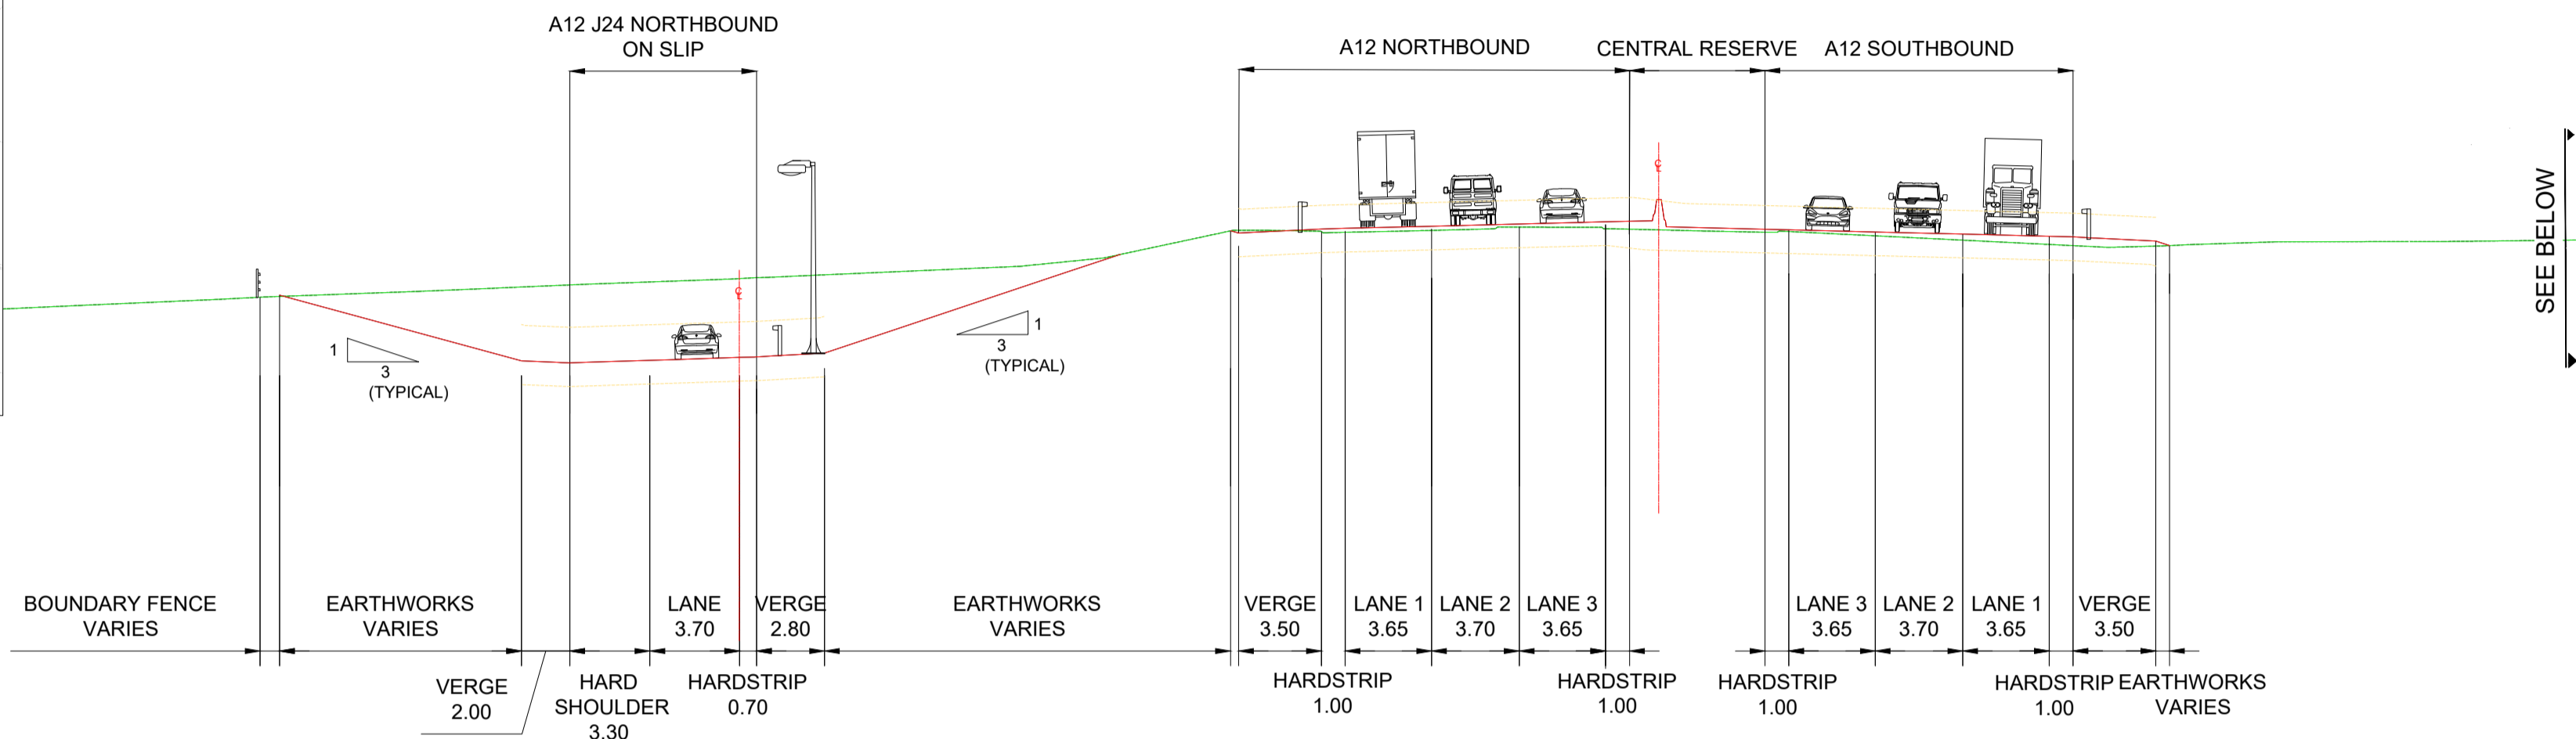 A12 J24 NORTHBOUND
ON SLIP
A12 NORTHBOUND
CENTRAL RESERVE
A12 SOUTHBOUND
SEE BELOW
1
3
(TYPICAL)
1
3
(TYPICAL)
BOUNDARY FENCE
VARIES
EARTHWORKS
VARIES
VERGE
2.00
HARD
SHOULDER
3.30
LANE
3.70
HARDSTRIP
0.70
VERGE
2.80
EARTHWORKS
VARIES
VERGE
3.50
HARDSTRIP
1.00
LANE 1
3.65
LANE 2
3.70
LANE 3
3.65
HARDSTRIP
1.00
HARDSTRIP
1.00
LANE 3
3.65
LANE 2
3.70
LANE 1
3.65
HARDSTRIP
1.00
VERGE
3.50
EARTHWORKS
VARIES